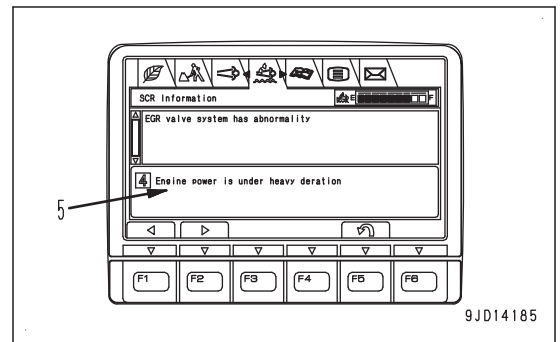 SCR Information
E F
EGR valve system has abnormality
4 Engine power is under heavy deration
5
F1 F2 F3 F4 F5 F6
9JD14185